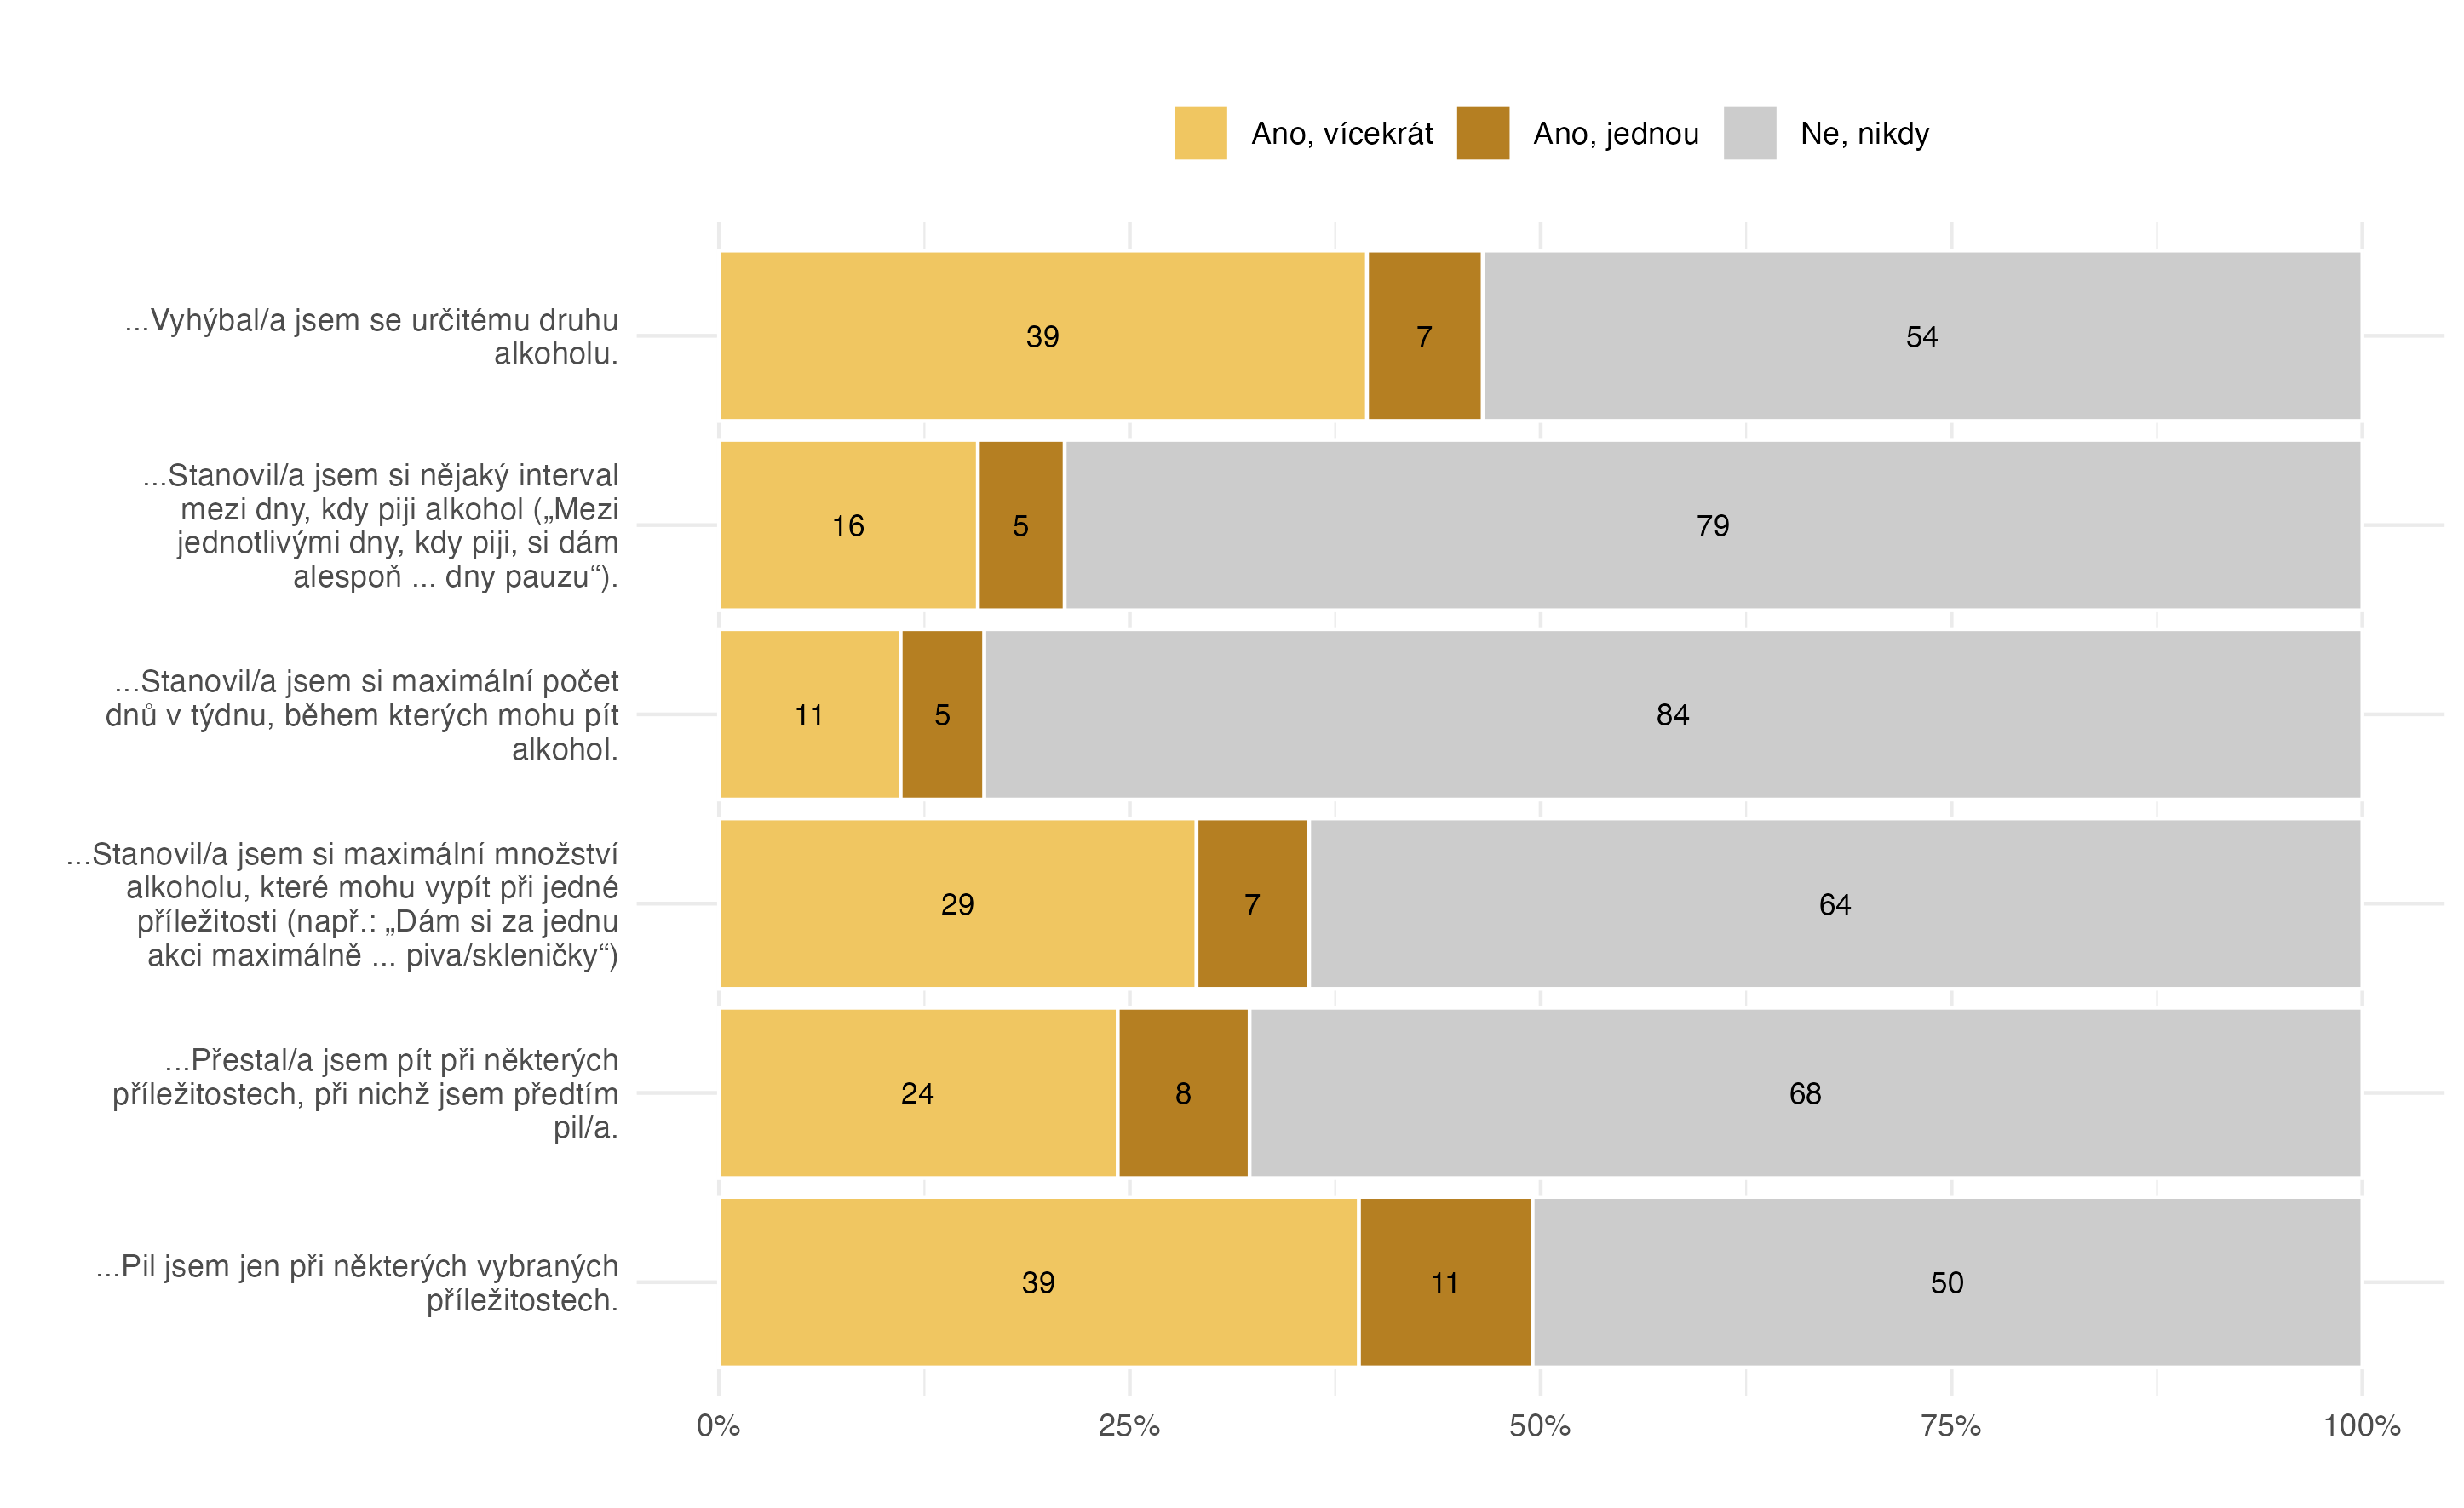 Ano, vícekrát Ano, jednou Ne, nikdy
...Vyhýbal/a jsem se určitému druhu
alkoholu.
39 7 54
...Stanovil/a jsem si nějaký interval
mezi dny, kdy piji alkohol („Mezi
jednotlivými dny, kdy piji, si dám
alespoň ... dny pauzu“).
16 5 79
...Stanovil/a jsem si maximální počet
dnů v týdnu, během kterých mohu pít
alkohol.
11 5 84
...Stanovil/a jsem si maximální množství
alkoholu, které mohu vypít při jedné
příležitosti (např.: „Dám si za jednu
akci maximálně ... piva/skleničky“)
29 7 64
...Přestal/a jsem pít při některých
příležitostech, při nichž jsem předtím
pil/a.
24 8 68
...Pil jsem jen při některých vybraných
příležitostech.
39 11 50
0% 25% 50% 75% 100%